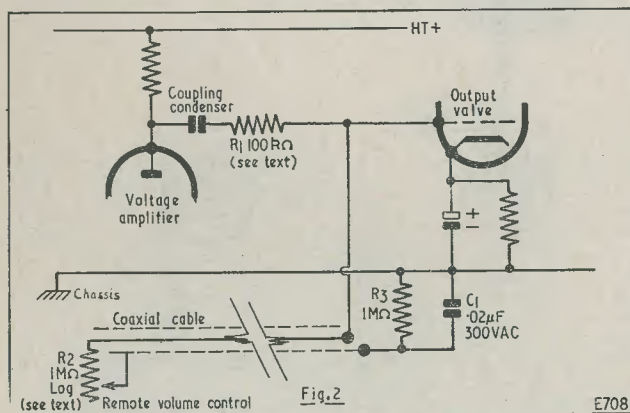 HT+
Coupling
condenser
R1 100RΩ
(see text)
Output
valve
Voltage
amplifier
+
−
Chassis
Coaxial cable
R3
1MΩ
C1
.02μF
300VAC
R2
1MΩ
Log
(see text)
Remote volume control
Fig.2
E708